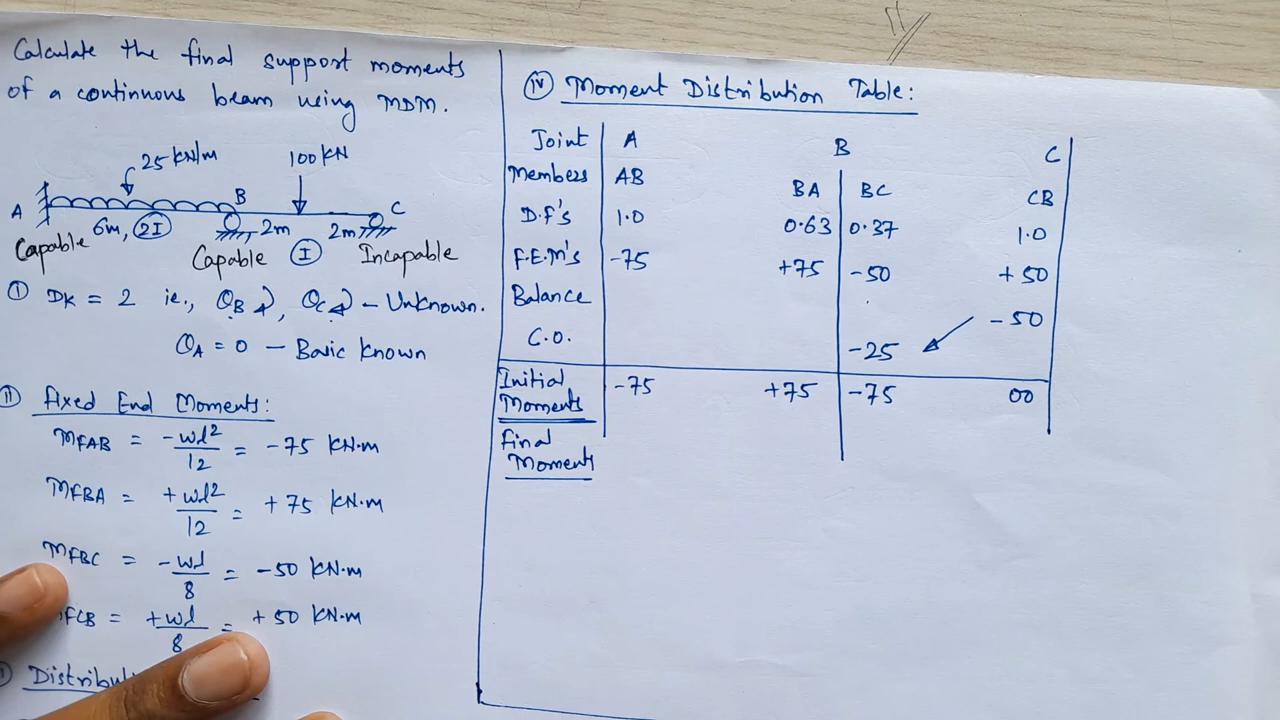 Calculate the final support moments
of a continuous beam using MDM.
25 kN/m
100 KN
A
B
C
6m, 2I
2m
2m
Capable
Capable
I
Incapable
① DK = 2 ie., θB, θC - Unknown.
θA = 0 - Basic Known
II Fixed End Moments:
MFAB = -wl²/12 = -75 KN.m
MFBA = +wl²/12 = +75 KN.m
MFBC = -wl/8 = -50 KN.m
FCB = +wl/8 = +50 KN.m
Distribu
IV Moment Distribution Table:
Joint A B C
Members AB BA BC CB
D.F's 1.0 0.63 0.37 1.0
F.E.M's -75 +75 -50 +50
Balance -50
C.O. -25
Initial Moments -75 +75 -75 00
Final
Moments